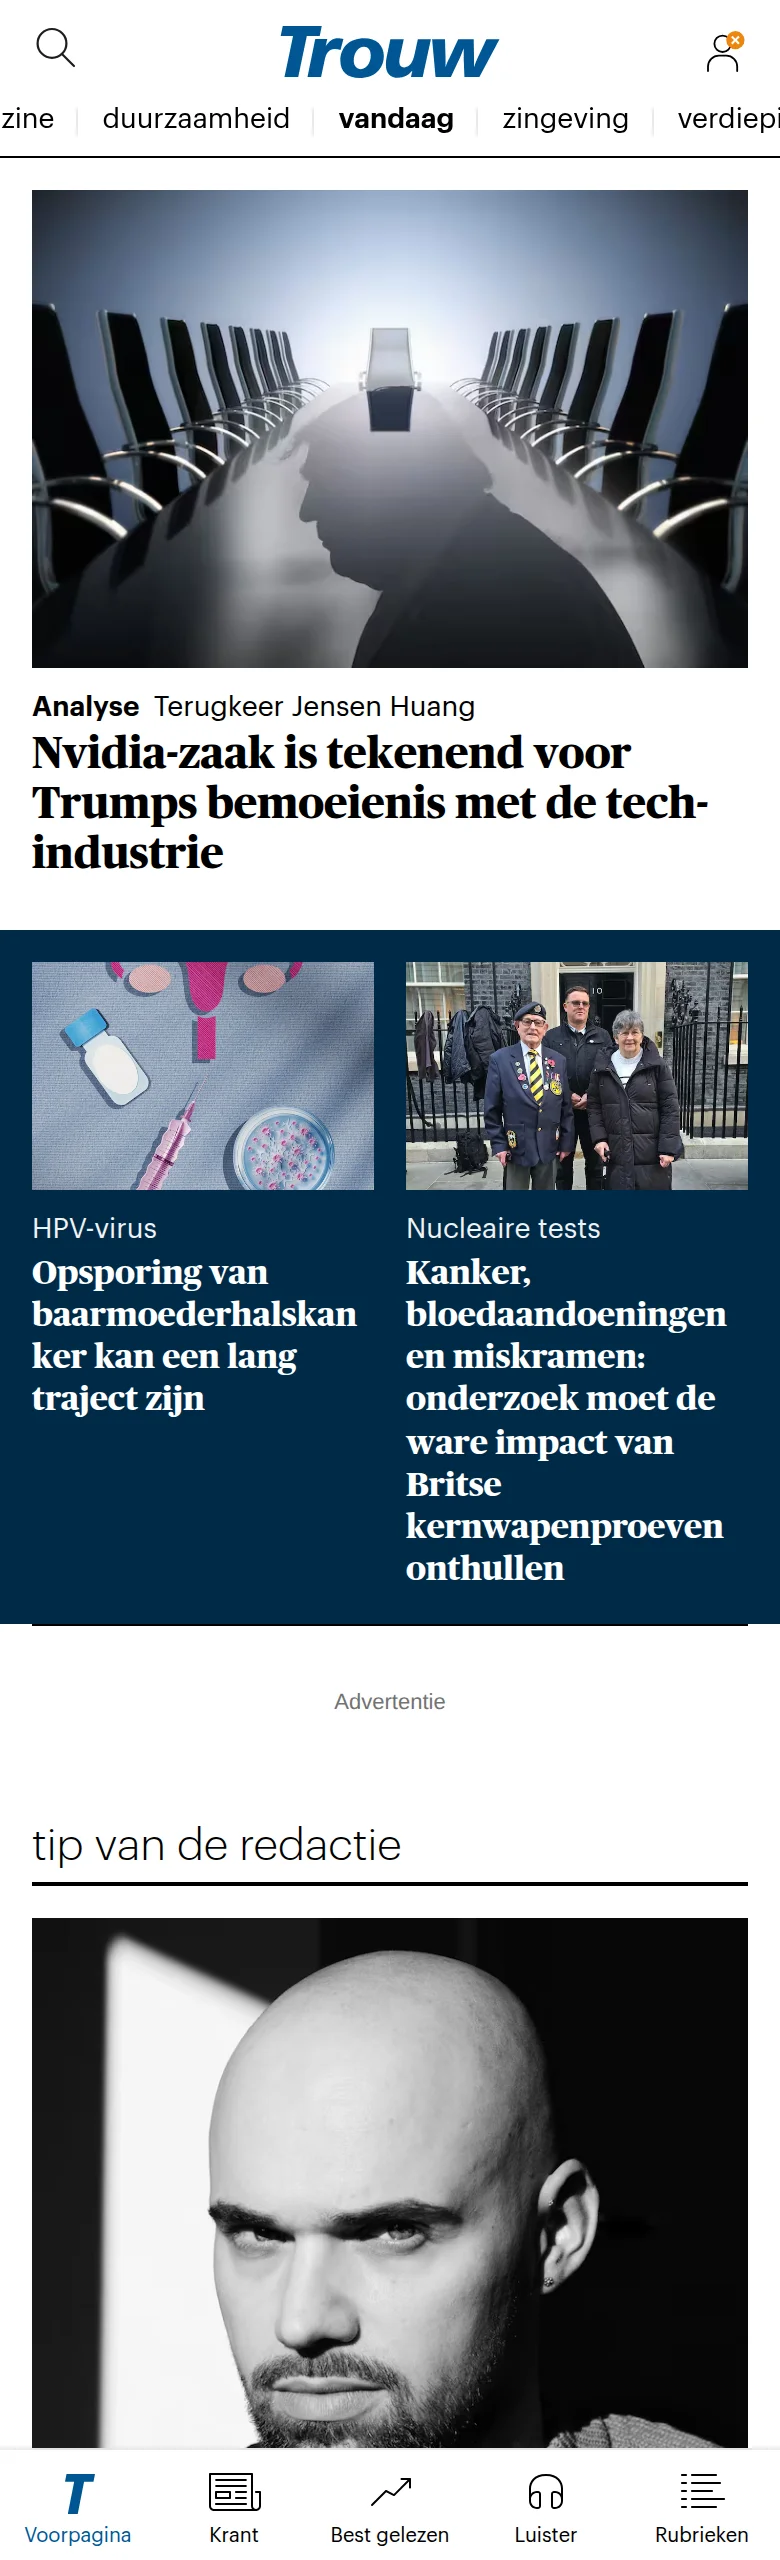 Trouw
zine duurzaamheid vandaag zingeving verdiepi
Analyse Terugkeer Jensen Huang
Nvidia-zaak is tekenend voor
Trumps bemoeienis met de tech-
industrie
10
HPV-virus
Opsporing van
baarmoederhalskan
ker kan een lang
traject zijn
Nucleaire tests
Kanker,
bloedaandoeningen
en miskramen:
onderzoek moet de
ware impact van
Britse
kernwapenproeven
onthullen
Advertentie
tip van de redactie
T
Voorpagina Krant Best gelezen Luister Rubrieken